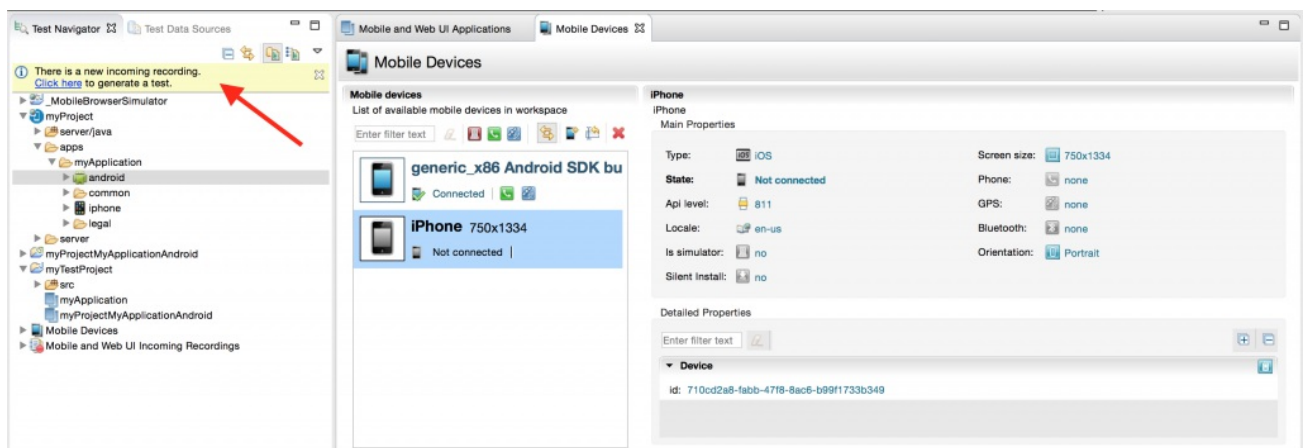 Test Navigator
Test Data Sources
There is a new incoming recording.
Click here to generate a test.
_MobileBrowserSimulator
myProject
server/java
apps
myApplication
android
common
iphone
legal
server
myProjectMyApplicationAndroid
myTestProject
src
myApplication
myProjectMyApplicationAndroid
Mobile Devices
Mobile and Web UI Incoming Recordings
Mobile and Web UI Applications
Mobile Devices
Mobile Devices
Mobile devices
List of available mobile devices in workspace
Enter filter text
generic_x86 Android SDK bu
Connected
iPhone 750x1334
Not connected
iPhone
iPhone
Main Properties
Type: iOS iOS
Screen size: 750x1334
State: Not connected
Phone: none
Api level: 811
GPS: none
Locale: en-us
Bluetooth: none
Is simulator: no
Orientation: Portrait
Silent Install: no
Detailed Properties
Enter filter text
Device
id: 710cd2a8-fabb-47f8-8ac6-b99f1733b349